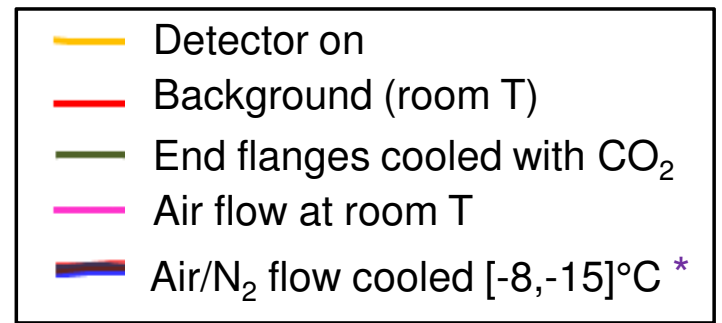 Detector on
Background (room T)
End flanges cooled with CO₂
Air flow at room T
Air/N₂ flow cooled [-8,-15]°C *